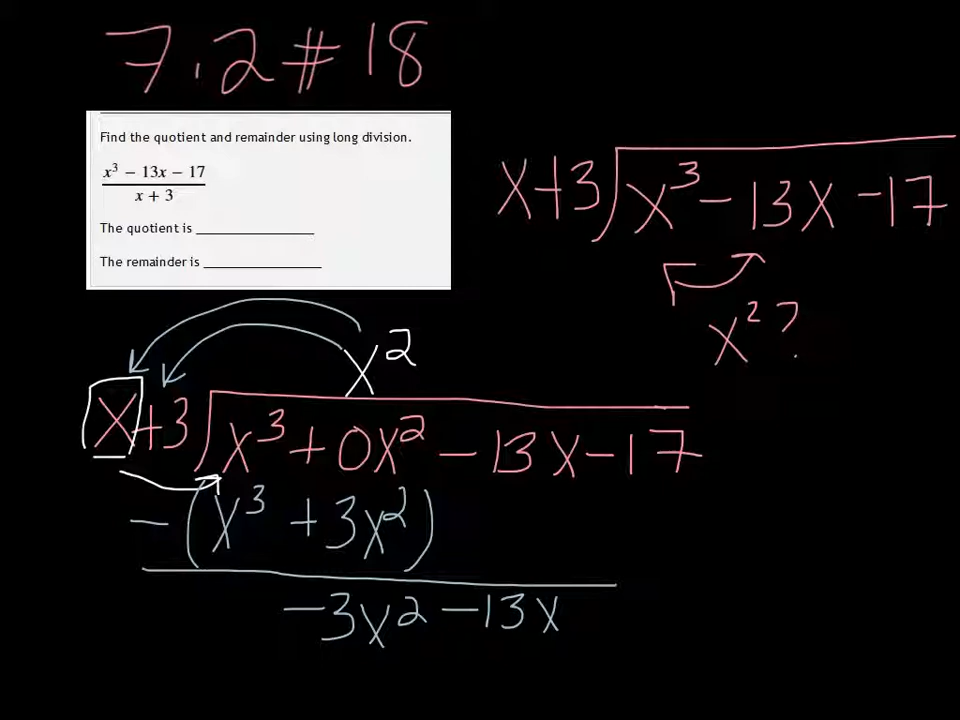 7.2 # 18
Find the quotient and remainder using long division.
x³ − 13x − 17
x + 3
The quotient is ________________
The remainder is ________________
x+3 x³ − 13x − 17
x² ?
x²
x+3 x³ + 0x² − 13x − 17
− (x³ + 3x²)
−3x² − 13x